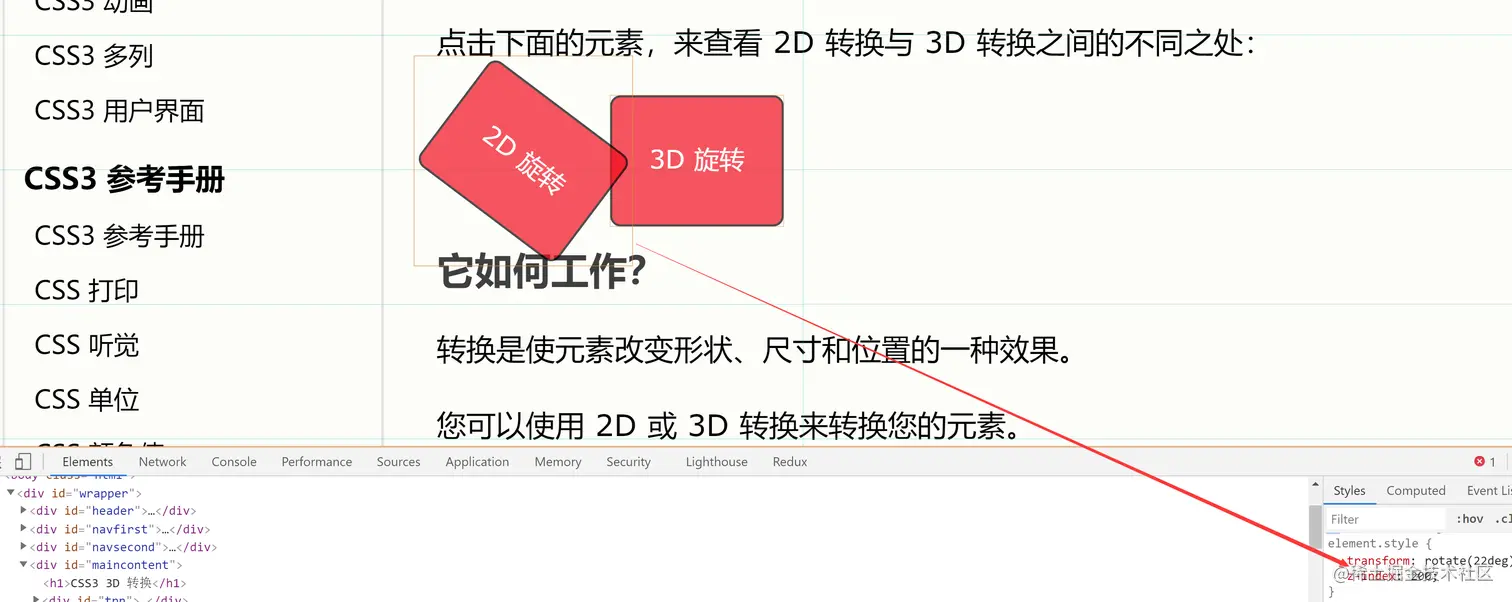 CSS3 动画
CSS3 多列
CSS3 用户界面
CSS3 参考手册
CSS3 参考手册
CSS 打印
CSS 听觉
CSS 单位
CSS 颜色值
点击下面的元素，来查看 2D 转换与 3D 转换之间的不同之处：
2D 旋转
3D 旋转
它如何工作？
转换是使元素改变形状、尺寸和位置的一种效果。
您可以使用 2D 或 3D 转换来转换您的元素。
Elements Network Console Performance Sources Application Memory Security Lighthouse Redux 1
<body class="html">
<div id="wrapper">
<div id="header">…</div>
<div id="navfirst">…</div>
<div id="navsecond">…</div>
<div id="maincontent">
<h1>CSS3 3D 转换</h1>
<div id="tpn">…</div>
Styles Computed Event Lis
Filter :hov .cl
element.style {
transform: rotate(22deg)
z-index: 200;
}
@稀土掘金技术社区